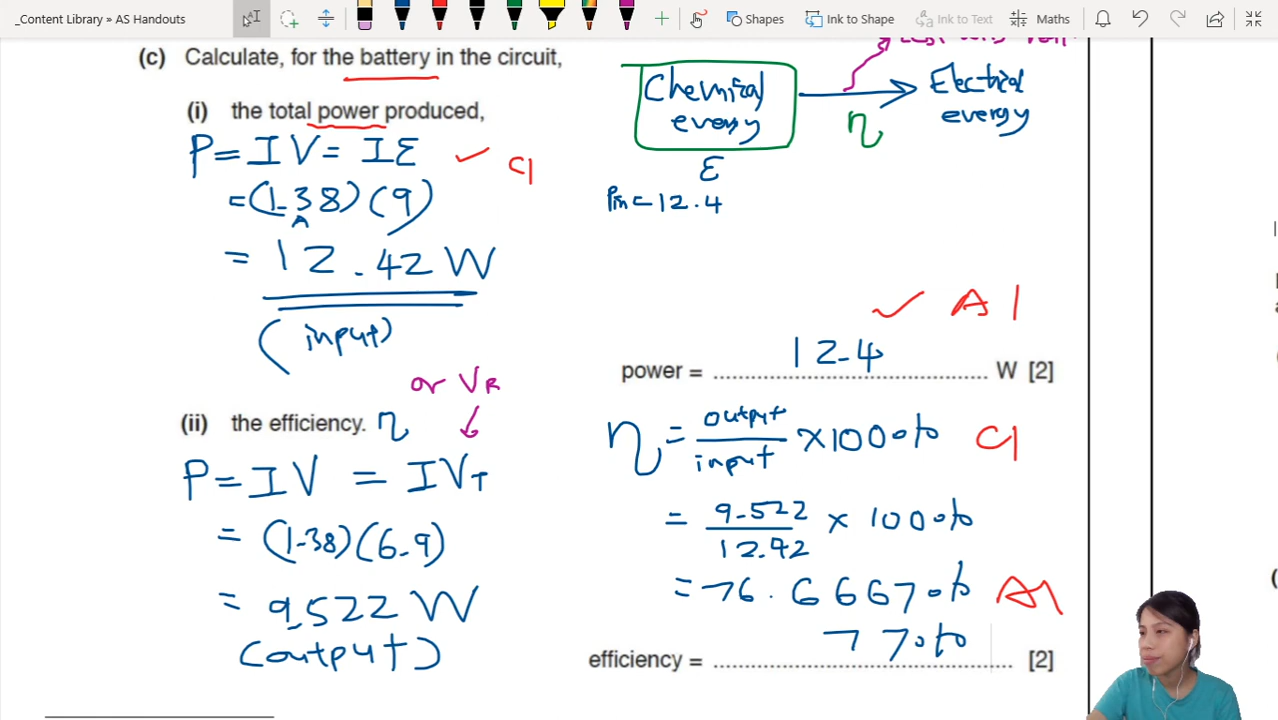 _Content Library » AS Handouts
Shapes
Ink to Shape
Ink to Text
Maths
(c) Calculate, for the battery in the circuit,
(i) the total power produced,
P = IV = IE ✓ C1
= (1.38)(9)
A
= 12.42 W
(input)
Chemical energy
Electrical energy
η
ε
Pin = 12.4
✓ A1
power = 12.4 W [2]
or VR
↓
(ii) the efficiency. η
P = IV = IVT
= (1.38)(6.9)
= 9.522 W
(output)
η = output/input × 100% C1
= 9.522/12.42 × 100%
= 76.6667% A1
77%
efficiency = [2]